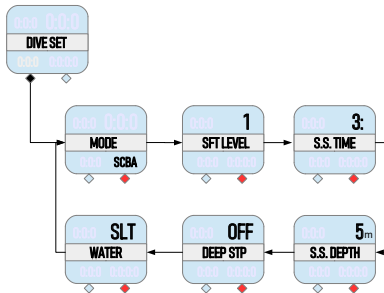 DIVE SET
MODE
SCBA
1
SFT LEVEL
3:
S.S. TIME
SLT
WATER
OFF
DEEP STP
5m
S.S. DEPTH